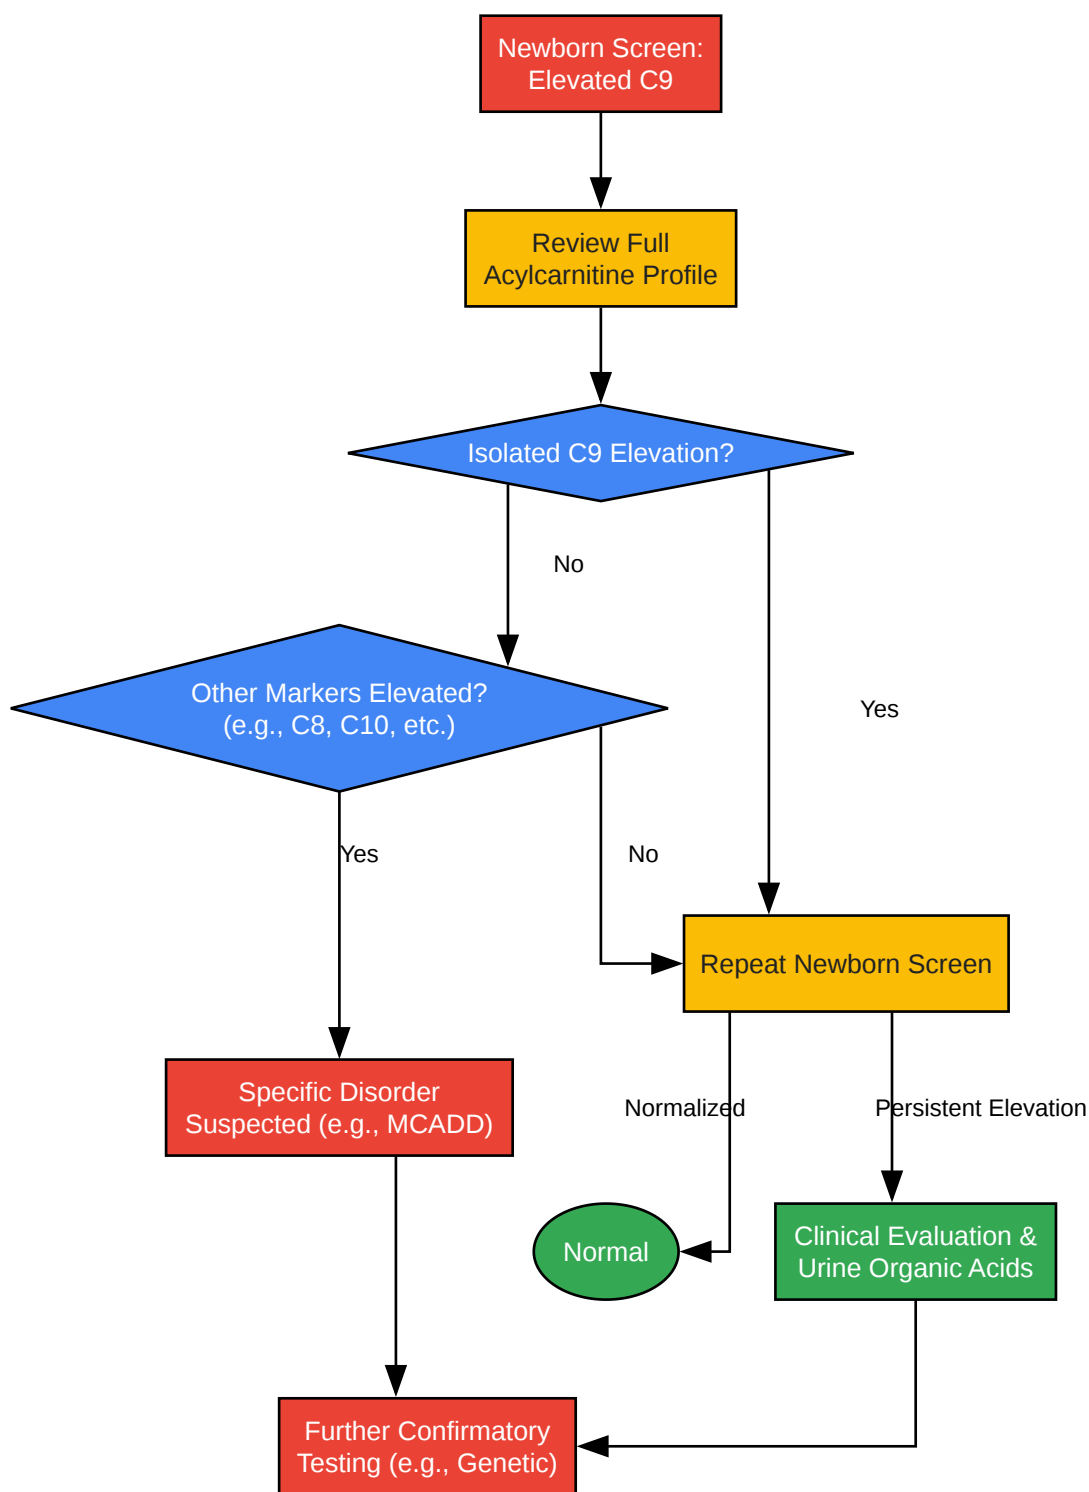 Newborn Screen:
Elevated C9
Review Full
Acylcarnitine Profile
Isolated C9 Elevation?
No
Other Markers Elevated?
(e.g., C8, C10, etc.)
Yes
Yes
No
Repeat Newborn Screen
Specific Disorder
Suspected (e.g., MCADD)
Normalized
Persistent Elevation
Normal
Clinical Evaluation &
Urine Organic Acids
Further Confirmatory
Testing (e.g., Genetic)